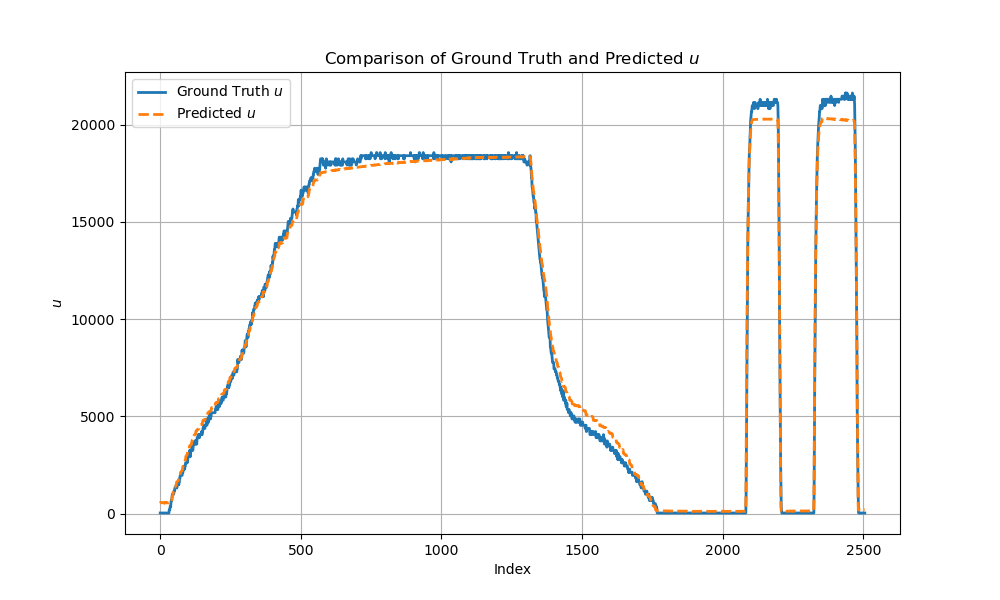 Comparison of Ground Truth and Predicted u
Ground Truth u
Predicted u
20000
15000
10000
5000
0
u
0 500 1000 1500 2000 2500
Index